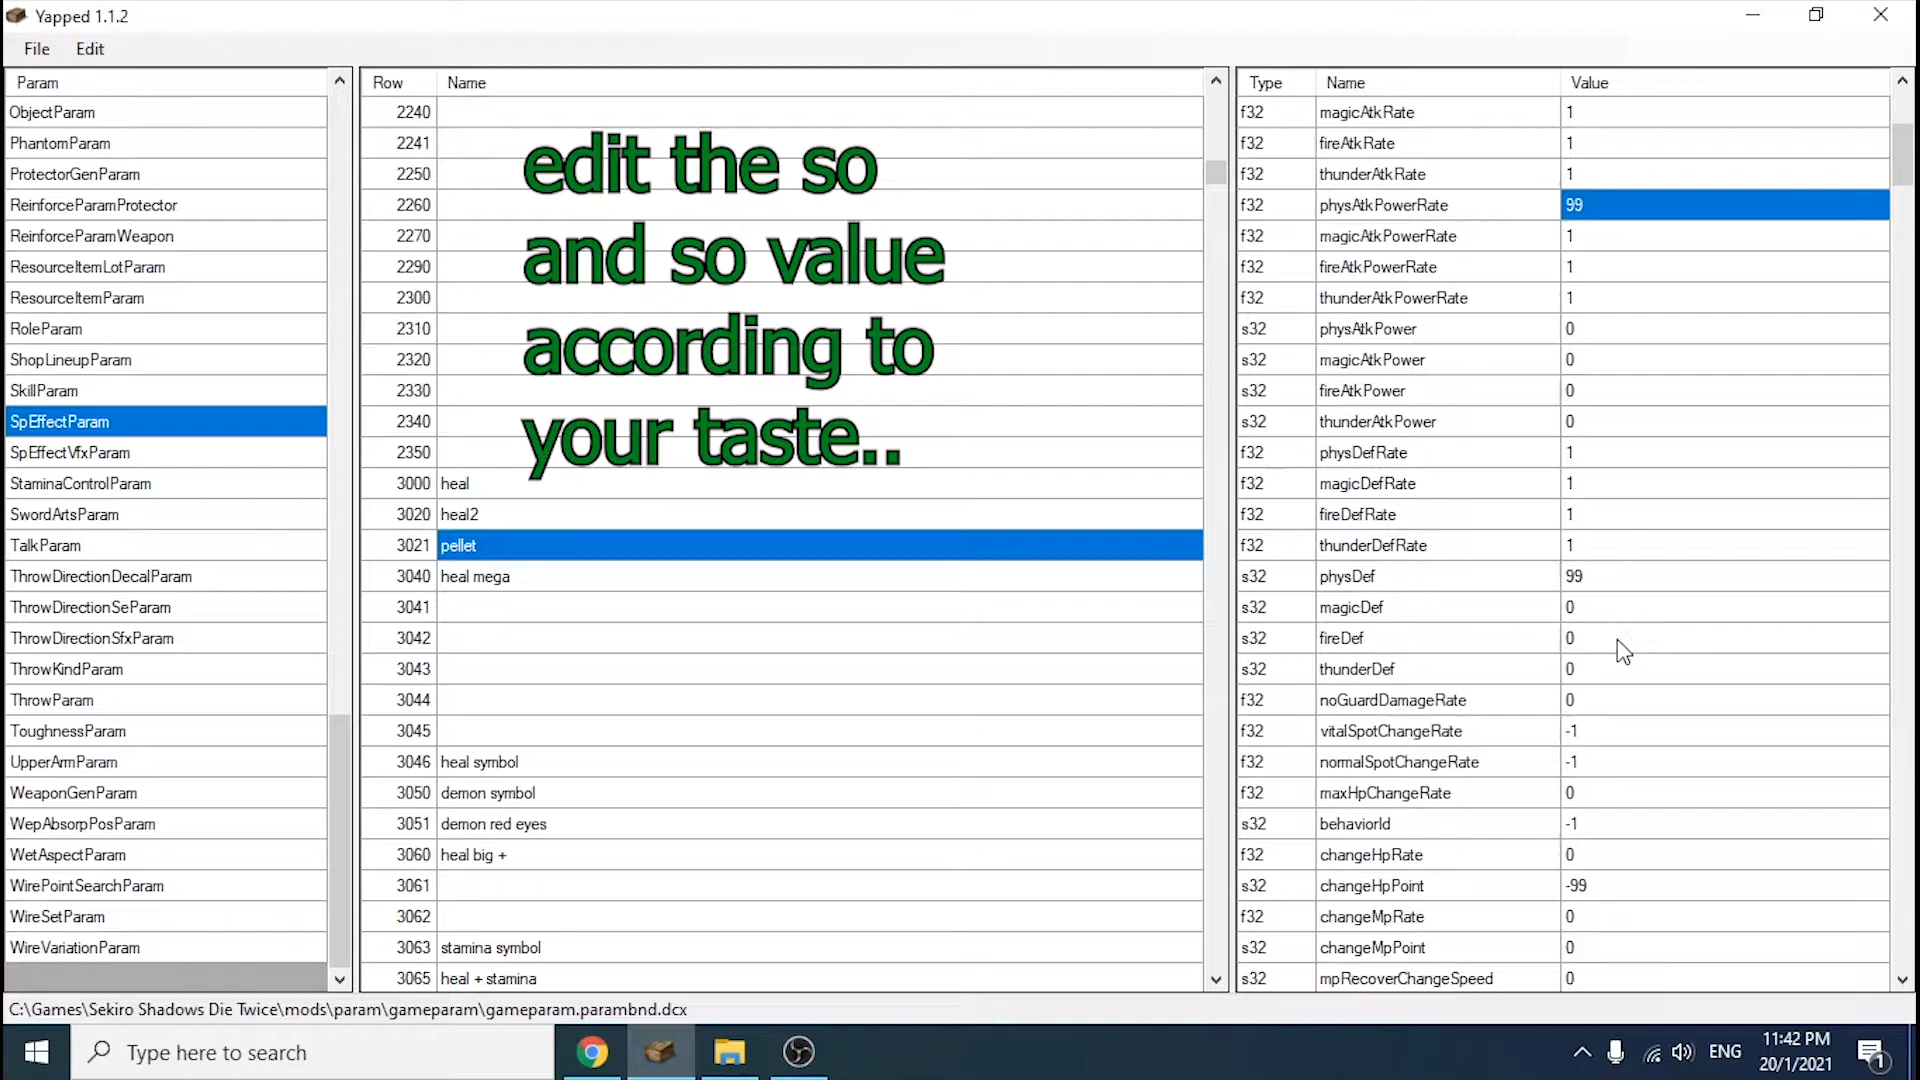 Yapped 1.1.2
File Edit
Param
ObjectParam
PhantomParam
ProtectorGenParam
ReinforceParamProtector
ReinforceParamWeapon
ResourceItemLotParam
ResourceItemParam
RoleParam
ShopLineupParam
SkillParam
SpEffectParam
SpEffectVfxParam
StaminaControlParam
SwordArtsParam
TalkParam
ThrowDirectionDecalParam
ThrowDirectionSeParam
ThrowDirectionSfxParam
ThrowKindParam
ThrowParam
ToughnessParam
UpperArmParam
WeaponGenParam
WepAbsorpPosParam
WetAspectParam
WirePointSearchParam
WireSetParam
WireVariationParam
Row Name
2240
2241
2250
2260
2270
2290
2300
2310
2320
2330
2340
2350
3000 heal
3020 heal2
3021 pellet
3040 heal mega
3041
3042
3043
3044
3045
3046 heal symbol
3050 demon symbol
3051 demon red eyes
3060 heal big +
3061
3062
3063 stamina symbol
3065 heal + stamina
edit the so
and so value
according to
your taste..
Type Name Value
f32 magicAtkRate 1
f32 fireAtkRate 1
f32 thunderAtkRate 1
f32 physAtkPowerRate 99
f32 magicAtkPowerRate 1
f32 fireAtkPowerRate 1
f32 thunderAtkPowerRate 1
s32 physAtkPower 0
s32 magicAtkPower 0
s32 fireAtkPower 0
s32 thunderAtkPower 0
f32 physDefRate 1
f32 magicDefRate 1
f32 fireDefRate 1
f32 thunderDefRate 1
s32 physDef 99
s32 magicDef 0
s32 fireDef 0
s32 thunderDef 0
f32 noGuardDamageRate 0
f32 vitalSpotChangeRate -1
f32 normalSpotChangeRate -1
f32 maxHpChangeRate 0
s32 behaviorId -1
f32 changeHpRate 0
s32 changeHpPoint -99
f32 changeMpRate 0
s32 changeMpPoint 0
s32 mpRecoverChangeSpeed 0
C:\Games\Sekiro Shadows Die Twice\mods\param\gameparam\gameparam.parambnd.dcx
Type here to search
ENG
11:42 PM
20/1/2021
1